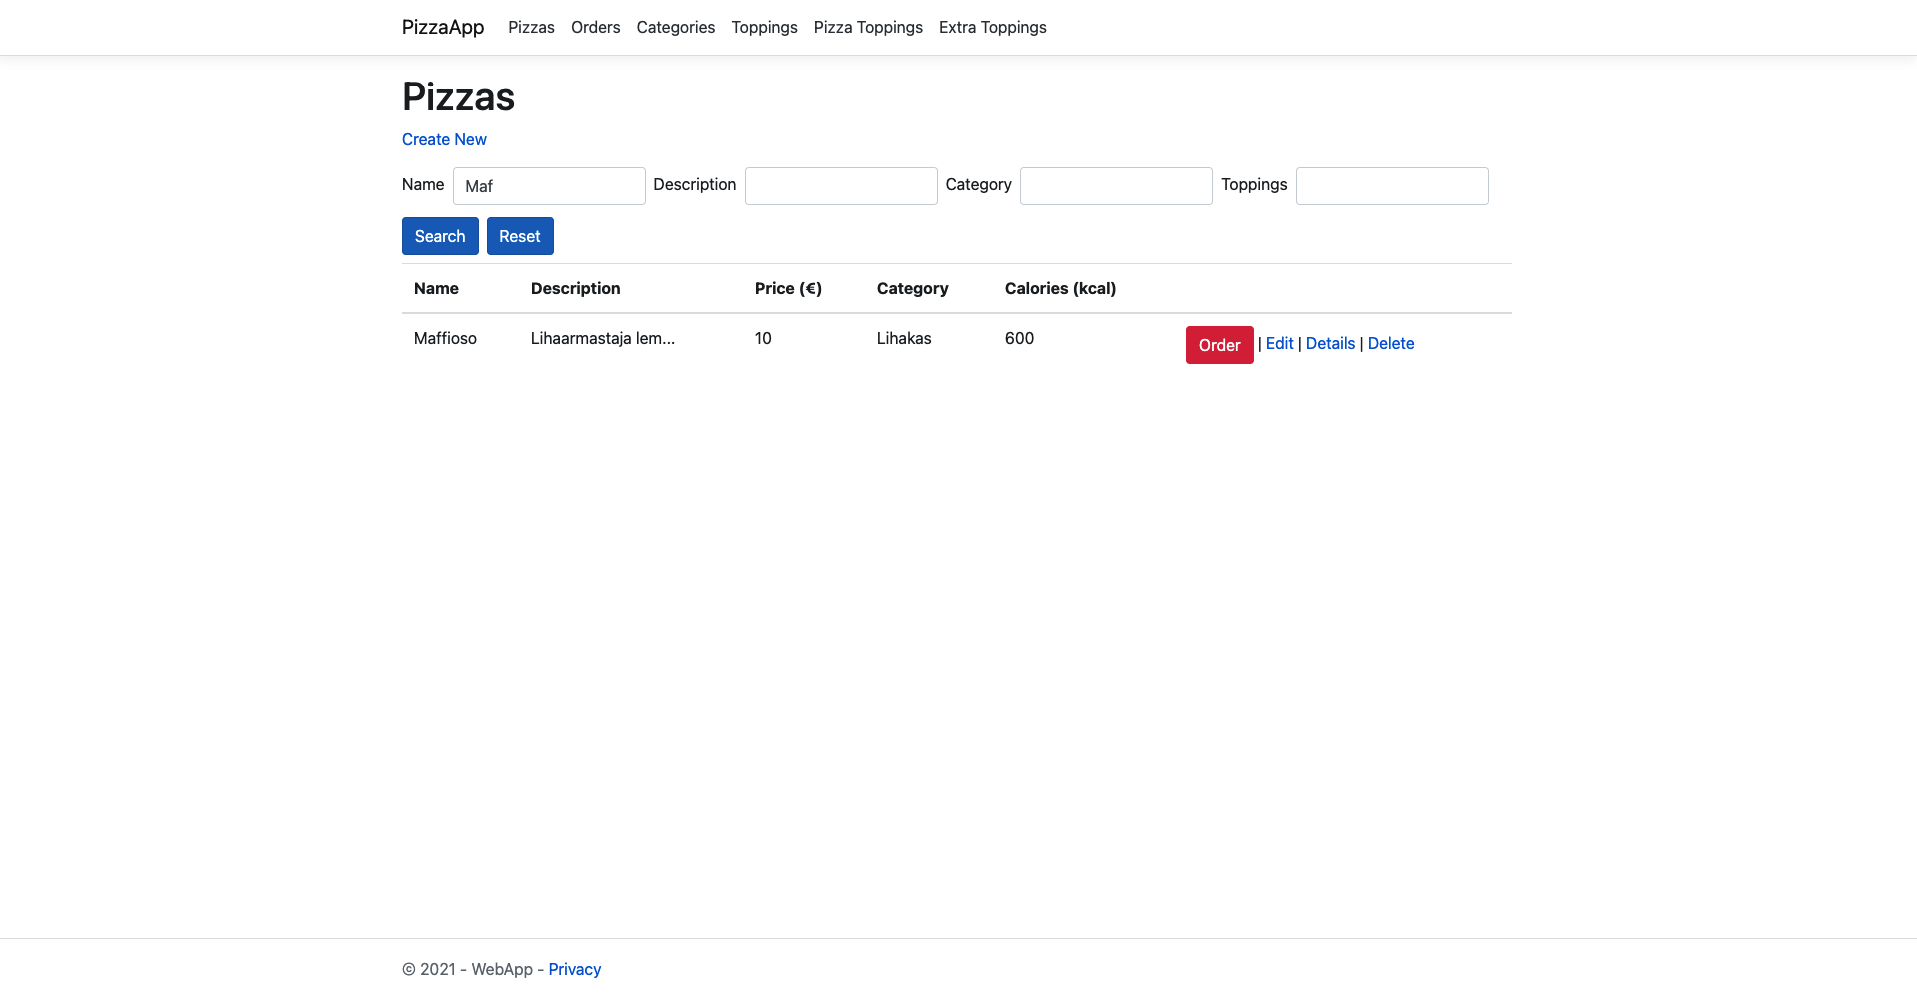 PizzaApp Pizzas Orders Categories Toppings Pizza Toppings Extra Toppings
Pizzas
Create New
Name Maf Description Category Toppings
Search Reset
Name Description Price (€) Category Calories (kcal)
Maffioso Lihaarmastaja lem... 10 Lihakas 600 Order | Edit | Details | Delete
© 2021 - WebApp - Privacy